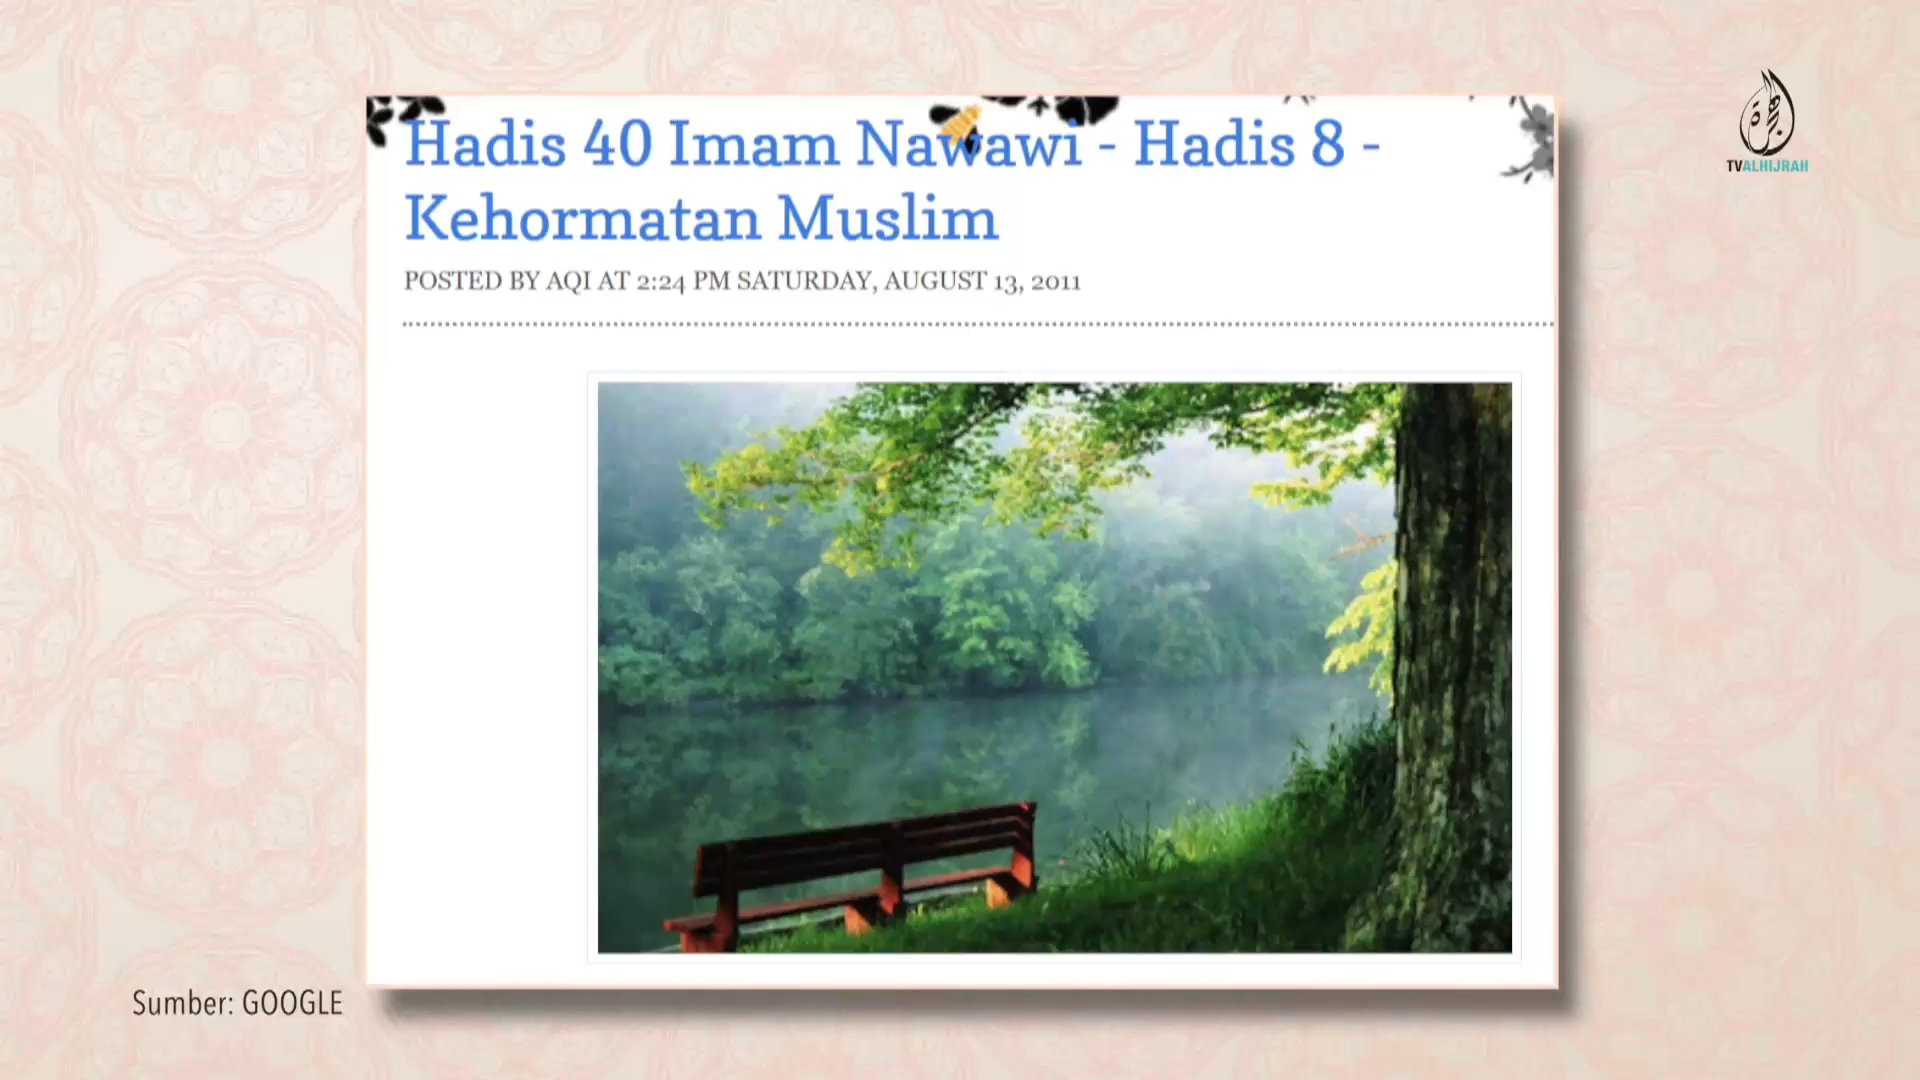 Hadis 40 Imam Nawawi - Hadis 8 -
Kehormatan Muslim
POSTED BY AQI AT 2:24 PM SATURDAY, AUGUST 13, 2011
هجرة
TVALHIJRAH
Sumber: GOOGLE